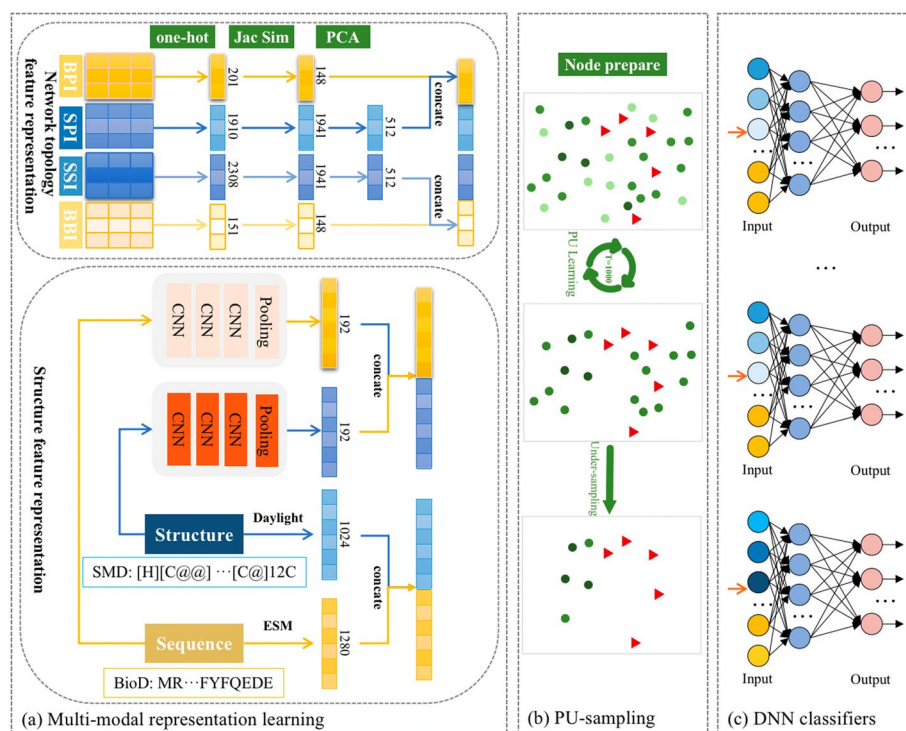 one-hot
Jac Sim
PCA
Network topology
feature representation
BPI
201
148
concate
SPI
1910
1941
512
SSI
2308
1941
512
concate
BBI
151
148
Structure feature representation
CNN
CNN
CNN
Pooling
192
concate
CNN
CNN
CNN
Pooling
192
Structure
Daylight
1024
concate
SMD: [H][C@@] ···[C@]12C
Sequence
ESM
1280
BioD: MR···FYFQEDE
(a) Multi-modal representation learning
Node prepare
PU Learning
T=1000
Under-sampling
(b) PU-sampling
...
...
Input
Output
...
...
...
Input
Output
...
...
Input
Output
(c) DNN classifiers